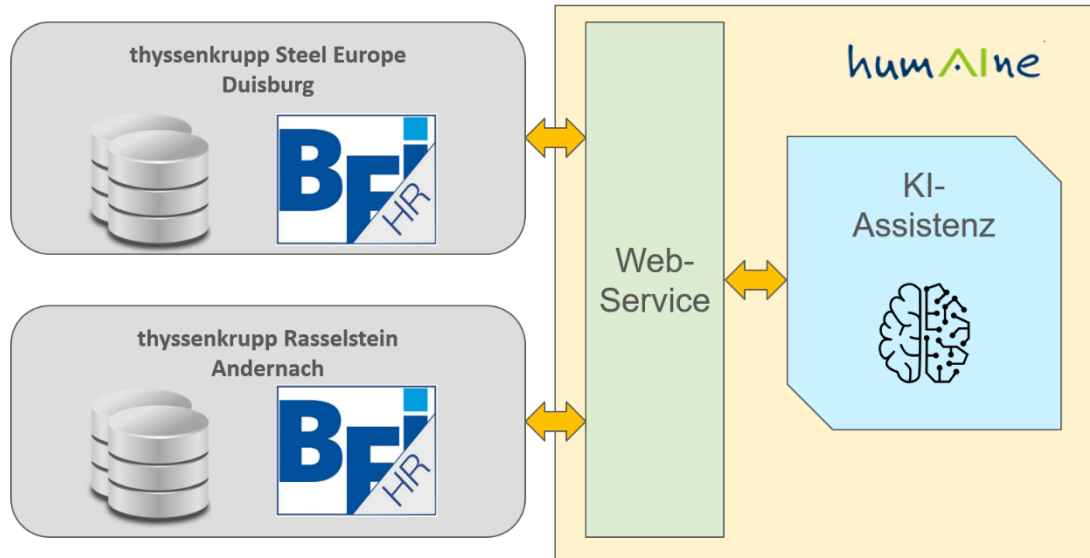 thyssenkrupp Steel Europe
Duisburg
BFi
HR
thyssenkrupp Rasselstein
Andernach
BFi
HR
Web-
Service
humAIne
KI-
Assistenz